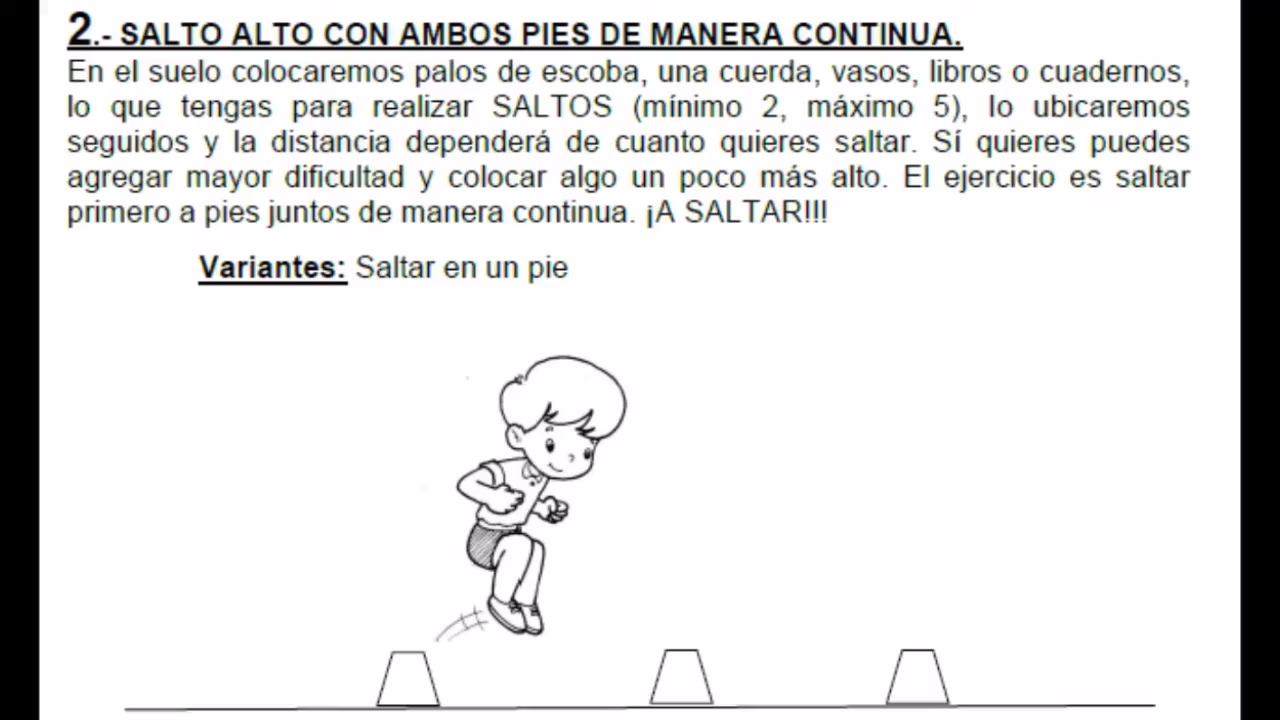 2.- SALTO ALTO CON AMBOS PIES DE MANERA CONTINUA.
En el suelo colocaremos palos de escoba, una cuerda, vasos, libros o cuadernos,
lo que tengas para realizar SALTOS (mínimo 2, máximo 5), lo ubicaremos
seguidos y la distancia dependerá de cuanto quieres saltar. Sí quieres puedes
agregar mayor dificultad y colocar algo un poco más alto. El ejercicio es saltar
primero a pies juntos de manera continua. ¡A SALTAR!!!
Variantes: Saltar en un pie